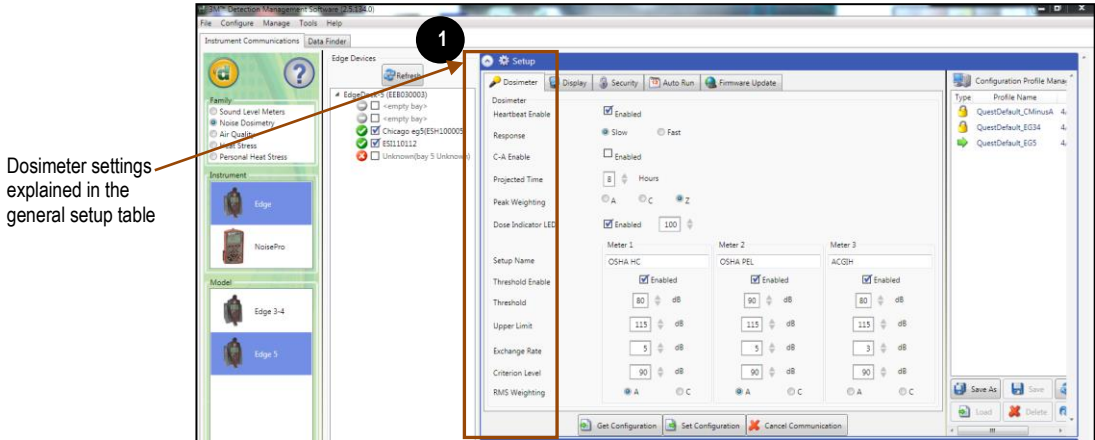 3M™ Detection Management Software (2.5.134.0)
File Configure Manage Tools Help
Instrument Communications Data Finder
1
Dosimeter settings
explained in the
general setup table
Family
Sound Level Meters
Noise Dosimetry
Air Quality
Heat Stress
Personal Heat Stress
Instrument
Edge
NoisePro
Model
Edge 3-4
Edge 5
Edge Devices
Refresh
EdgeDock-5 (EEB030003)
<empty bay>
<empty bay>
Chicago eg5(ESH100005
ESI110112
Unknown(bay 5 Unknown)
Setup
Dosimeter Display Security Auto Run Firmware Update
Dosimeter
Heartbeat Enable Enabled
Response Slow Fast
C-A Enable Enabled
Projected Time 8 Hours
Peak Weighting A C Z
Dose Indicator LED Enabled 100
Meter 1 Meter 2 Meter 3
Setup Name OSHA HC OSHA PEL ACGIH
Threshold Enable Enabled Enabled Enabled
Threshold 80 dB 90 dB 80 dB
Upper Limit 115 dB 115 dB 115 dB
Exchange Rate 5 dB 5 dB 3 dB
Criterion Level 90 dB 90 dB 90 dB
RMS Weighting A C A C A C
Get Configuration Set Configuration Cancel Communication
Configuration Profile Mana
Type Profile Name
QuestDefault_CMinusA 4/
QuestDefault_EG34 4/
QuestDefault_EG5 4/
Save As Save
Load Delete